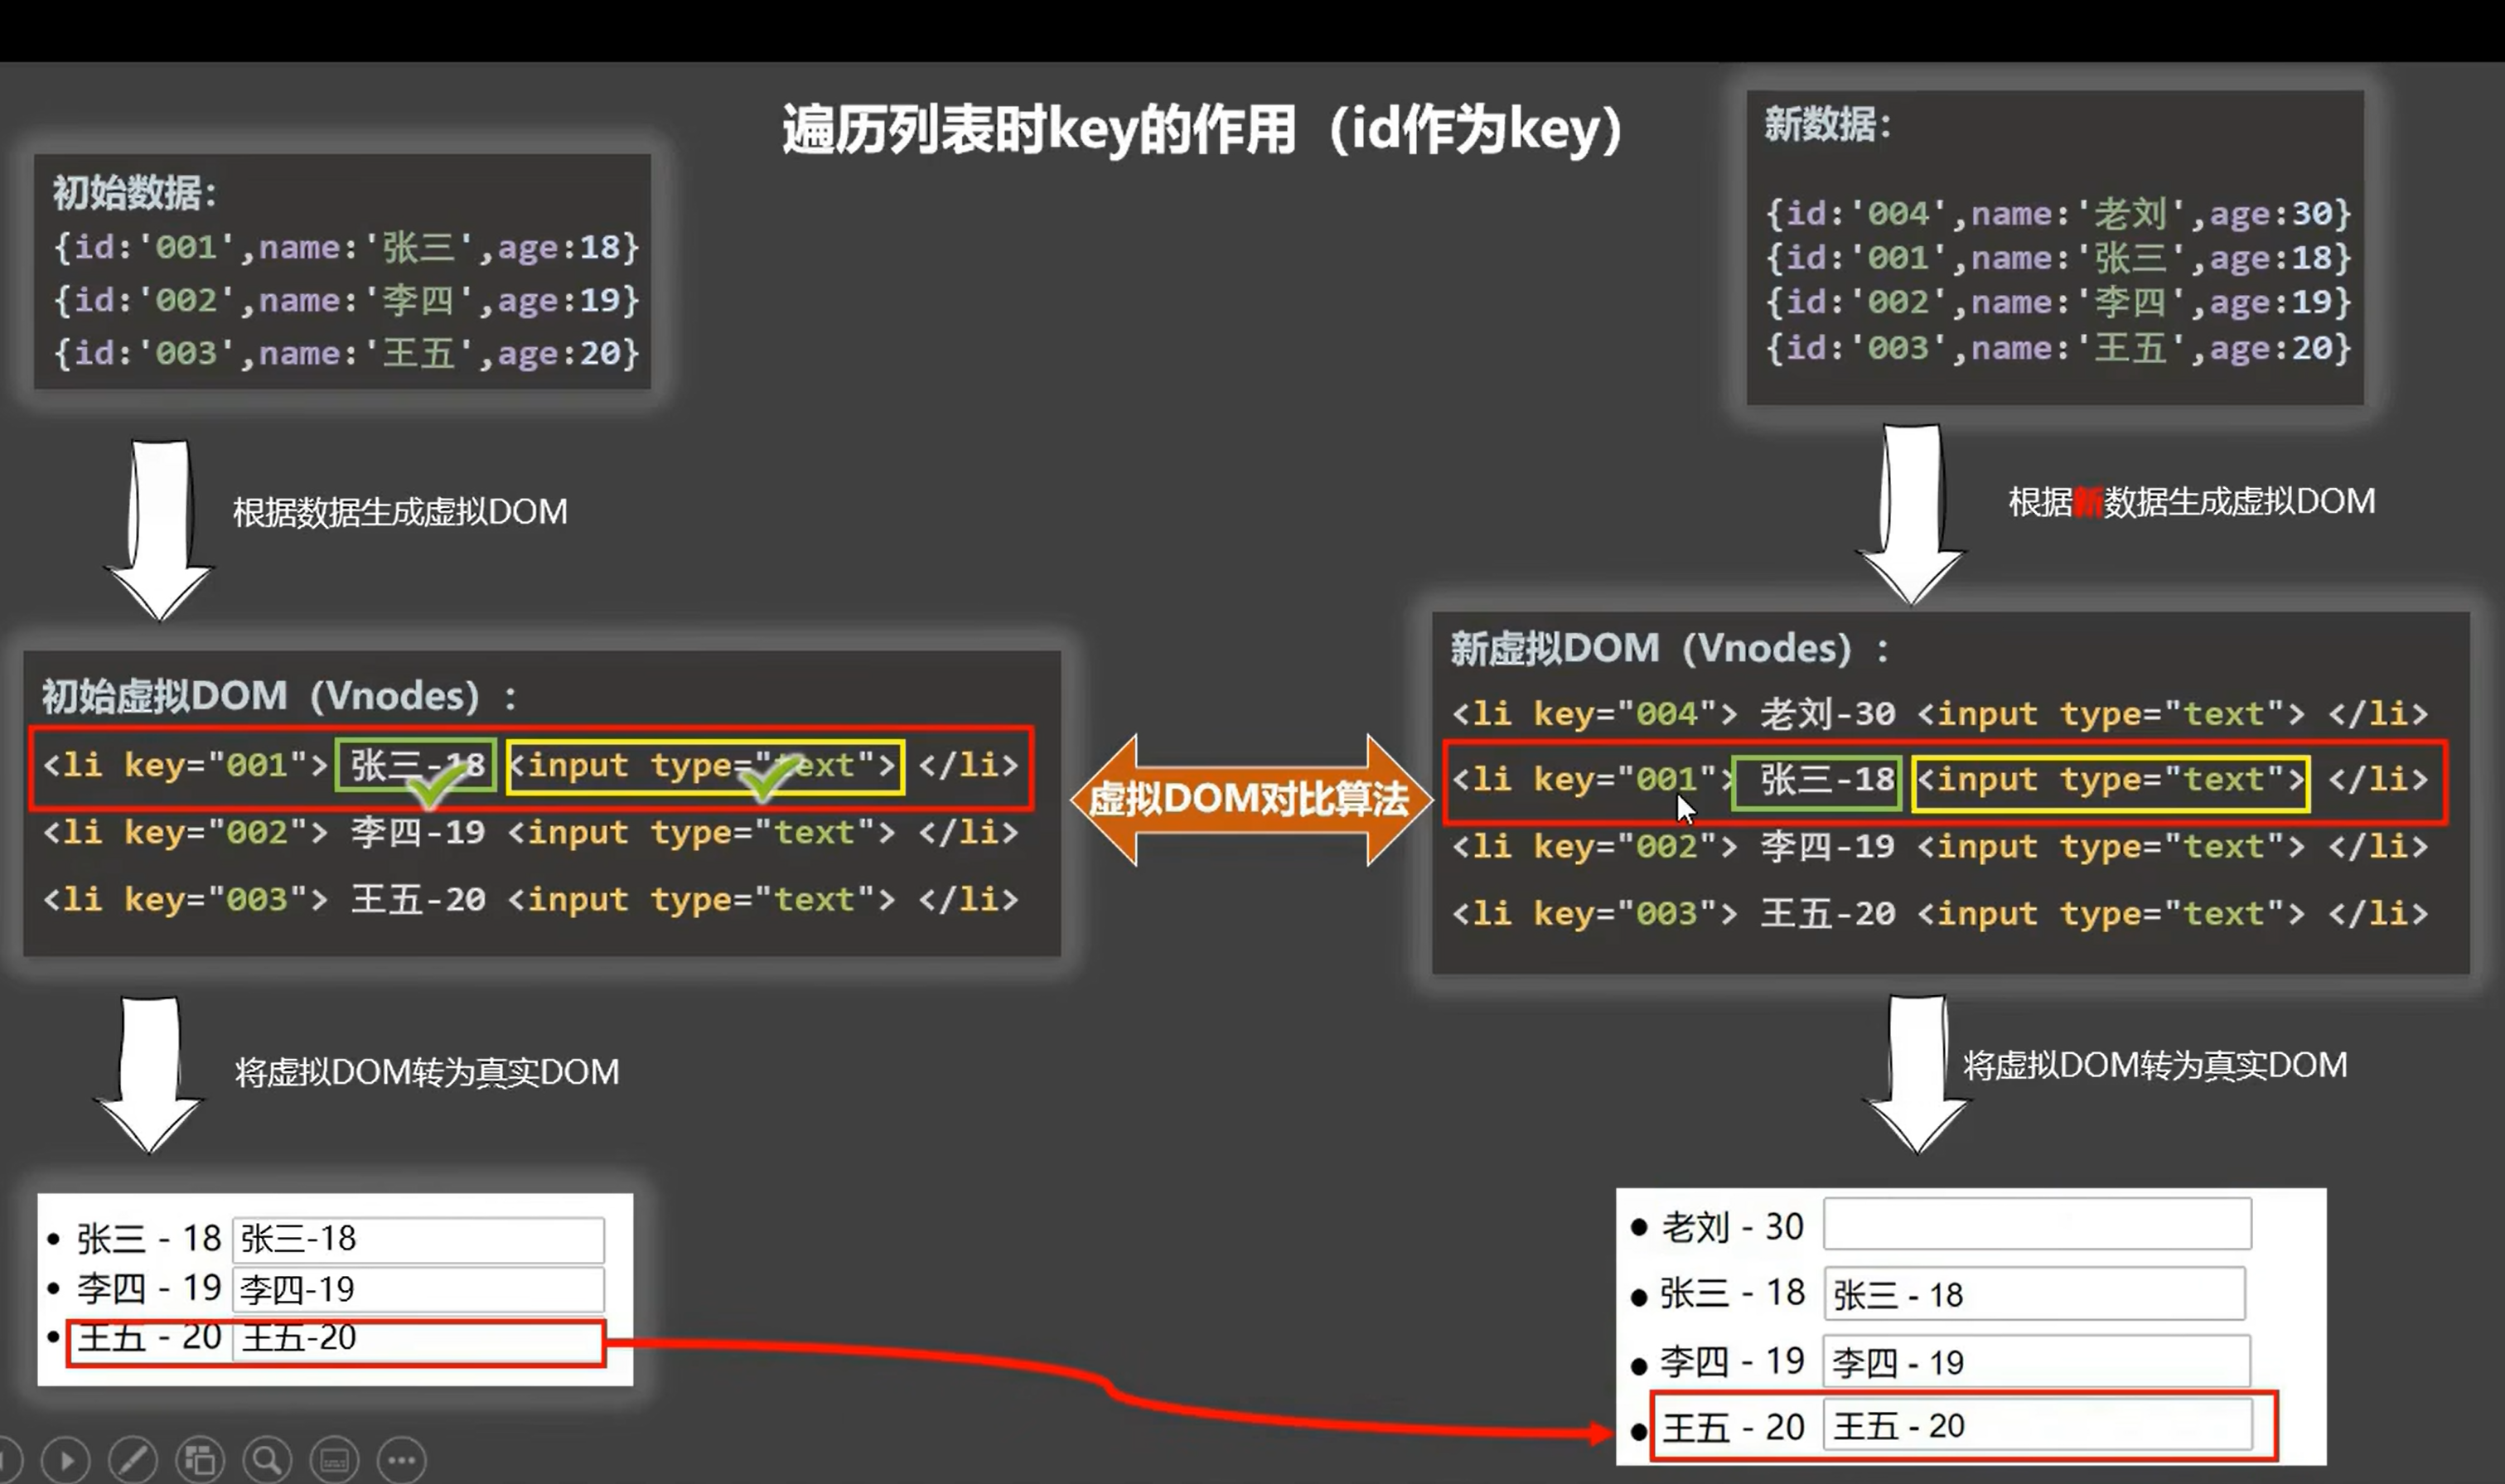 遍历列表时key的作用（id作为key）
初始数据：
{id:'001',name:'张三',age:18}
{id:'002',name:'李四',age:19}
{id:'003',name:'王五',age:20}
新数据：
{id:'004',name:'老刘',age:30}
{id:'001',name:'张三',age:18}
{id:'002',name:'李四',age:19}
{id:'003',name:'王五',age:20}
根据数据生成虚拟DOM
根据新数据生成虚拟DOM
初始虚拟DOM（Vnodes）：
<li key="001"> 张三-18 <input type="text"> </li>
<li key="002"> 李四-19 <input type="text"> </li>
<li key="003"> 王五-20 <input type="text"> </li>
虚拟DOM对比算法
新虚拟DOM（Vnodes）：
<li key="004"> 老刘-30 <input type="text"> </li>
<li key="001"> 张三-18 <input type="text"> </li>
<li key="002"> 李四-19 <input type="text"> </li>
<li key="003"> 王五-20 <input type="text"> </li>
将虚拟DOM转为真实DOM
将虚拟DOM转为真实DOM
• 张三 - 18 张三-18
• 李四 - 19 李四-19
• 王五 - 20 王五-20
• 老刘 - 30
• 张三 - 18 张三 - 18
• 李四 - 19 李四 - 19
• 王五 - 20 王五 - 20